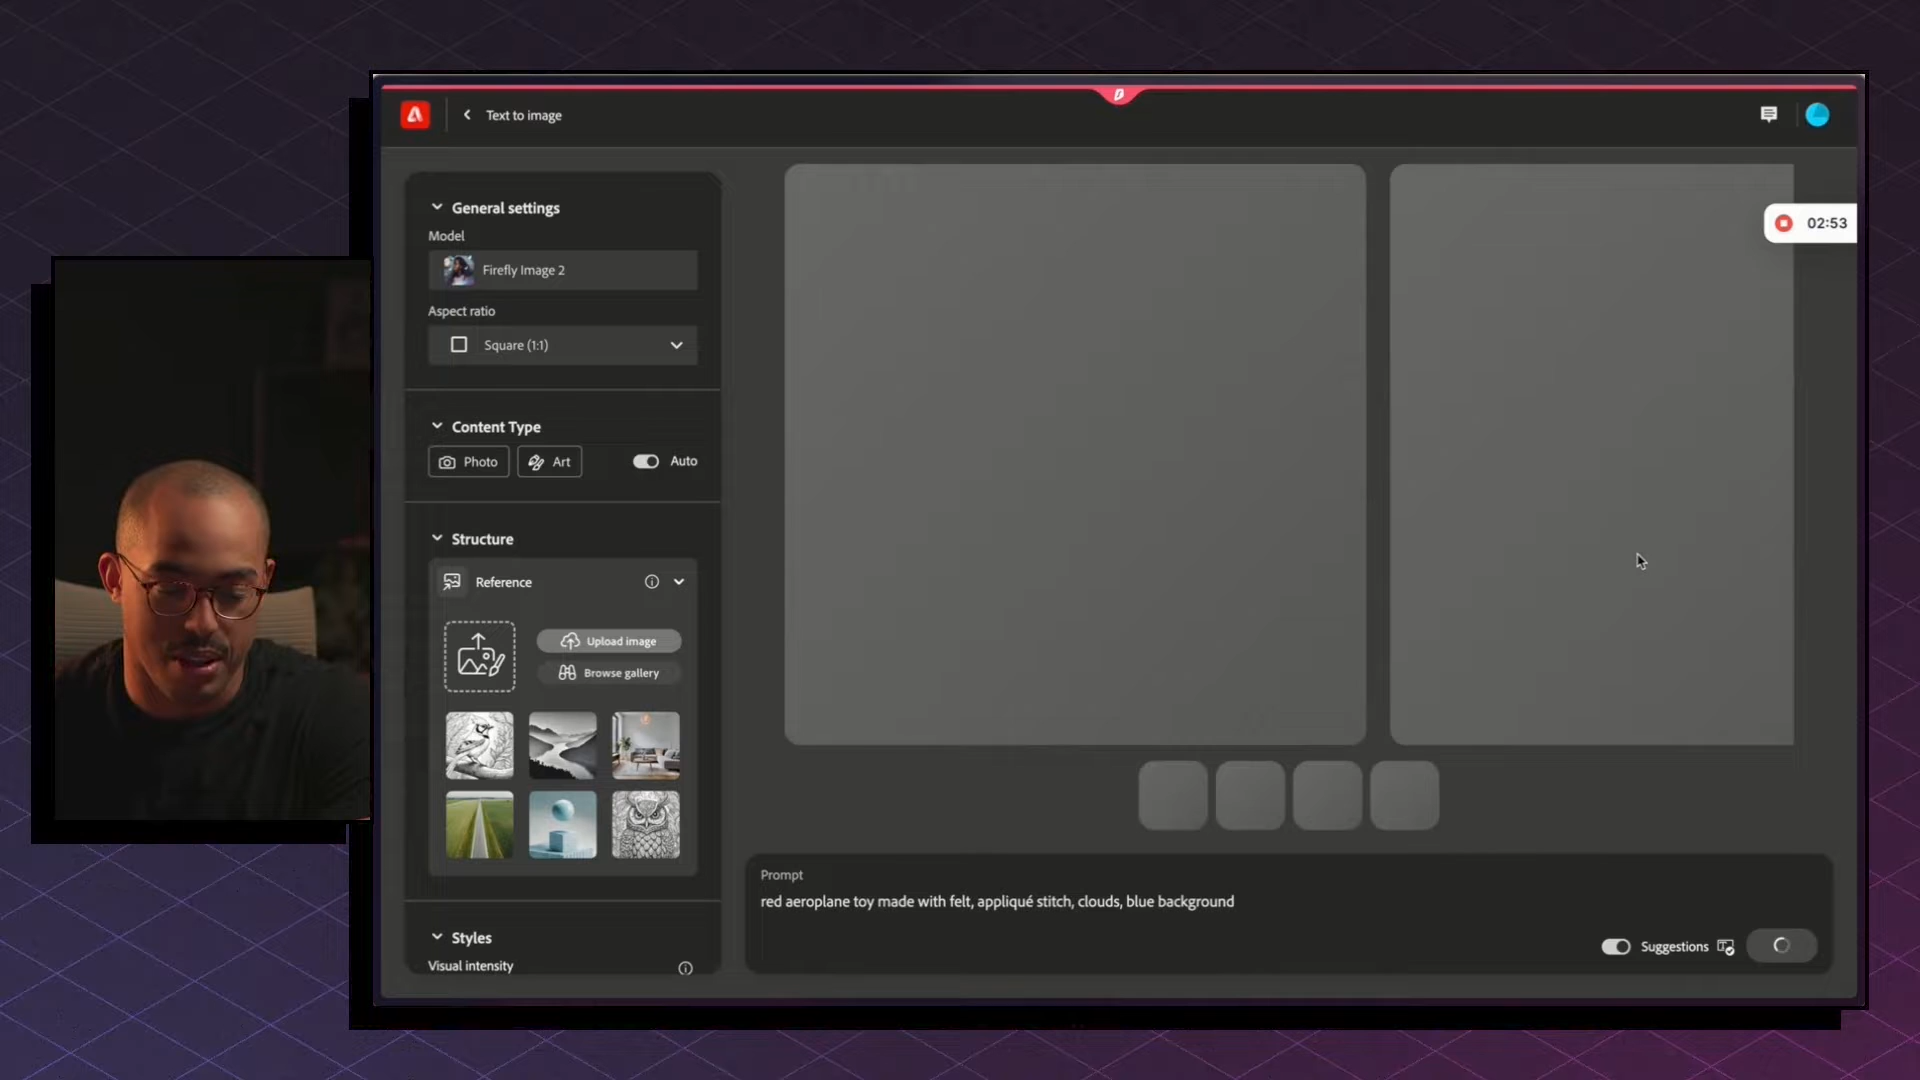 Text to image
02:53
General settings
Model
Firefly Image 2
Aspect ratio
Square (1:1)
Content Type
Photo
Art
Auto
Structure
Reference
Upload image
Browse gallery
Styles
Visual intensity
Prompt
red aeroplane toy made with felt, appliqué stitch, clouds, blue background
Suggestions